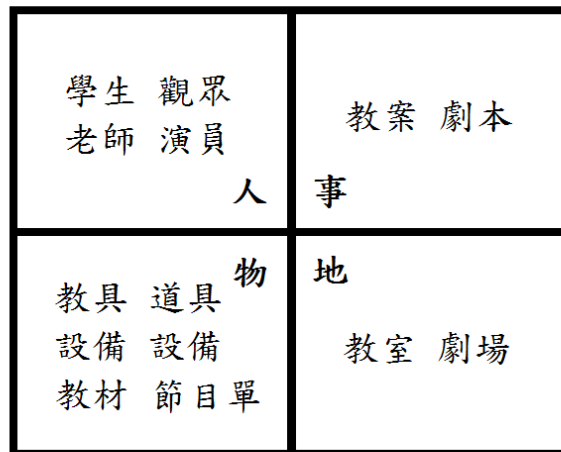 學生 觀眾
老師 演員
人
教案 劇本
事
物
教具 道具
設備 設備
教材 節目單
地
教室 劇場